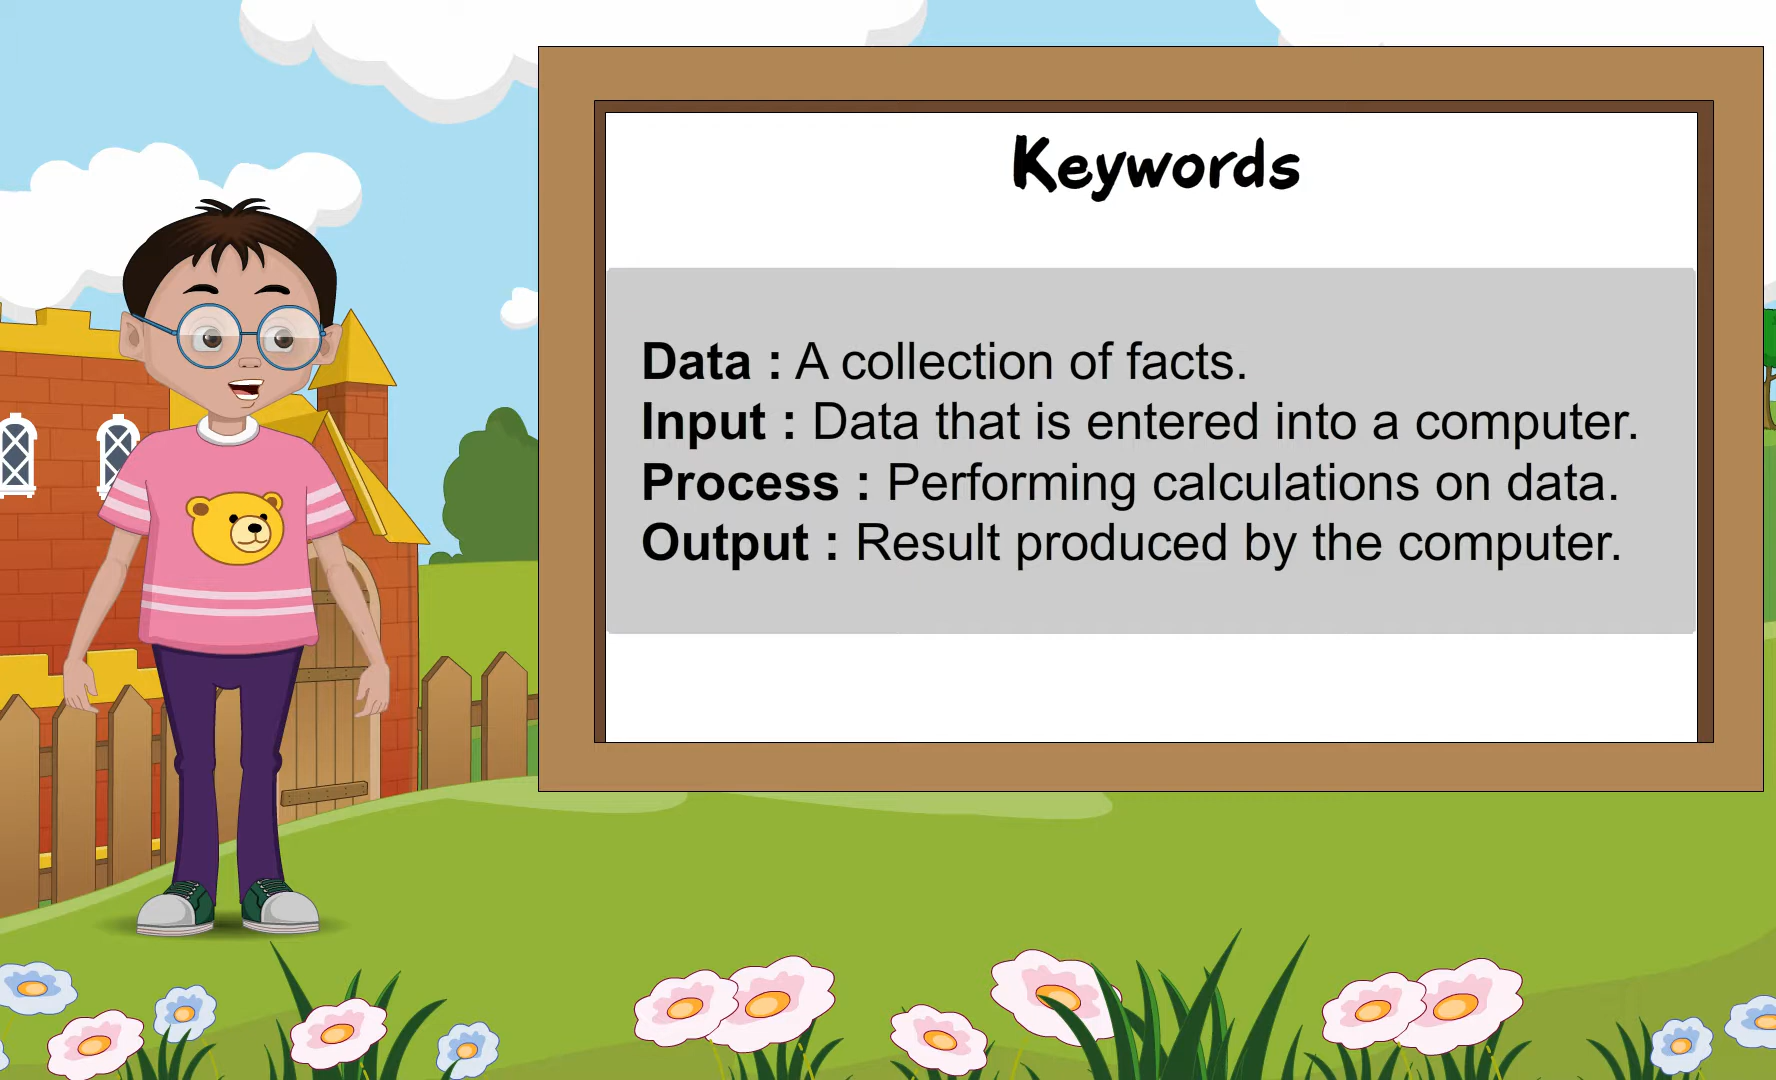 Keywords
Data : A collection of facts.
Input : Data that is entered into a computer.
Process : Performing calculations on data.
Output : Result produced by the computer.